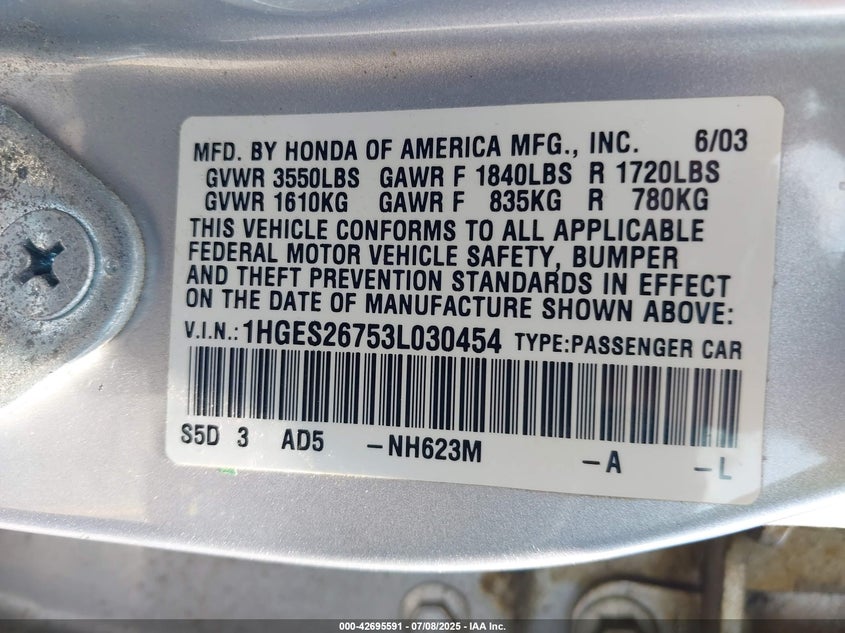 MFD. BY HONDA OF AMERICA MFG., INC. 6/03
GVWR 3550LBS GAWR F 1840LBS R 1720LBS
GVWR 1610KG GAWR F 835KG R 780KG
THIS VEHICLE CONFORMS TO ALL APPLICABLE
FEDERAL MOTOR VEHICLE SAFETY, BUMPER
AND THEFT PREVENTION STANDARDS IN EFFECT
ON THE DATE OF MANUFACTURE SHOWN ABOVE:
V.I.N.: 1HGES26753L030454 TYPE:PASSENGER CAR
S5D 3 AD5 -NH623M -A -L
000-42695591 - 07/08/2025 - IAA Inc.